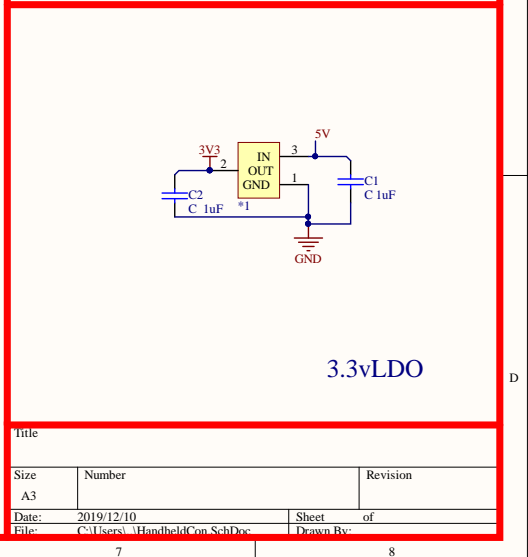 5V
3V3
2
IN
3
OUT
GND
1
C1
C 1uF
C2
C 1uF
*1
GND
3.3vLDO
D
Title
Size
Number
Revision
A3
Date:
2019/12/10
Sheet of
File:
C:\Users\..\HandheldCon.SchDoc
Drawn By:
7
8